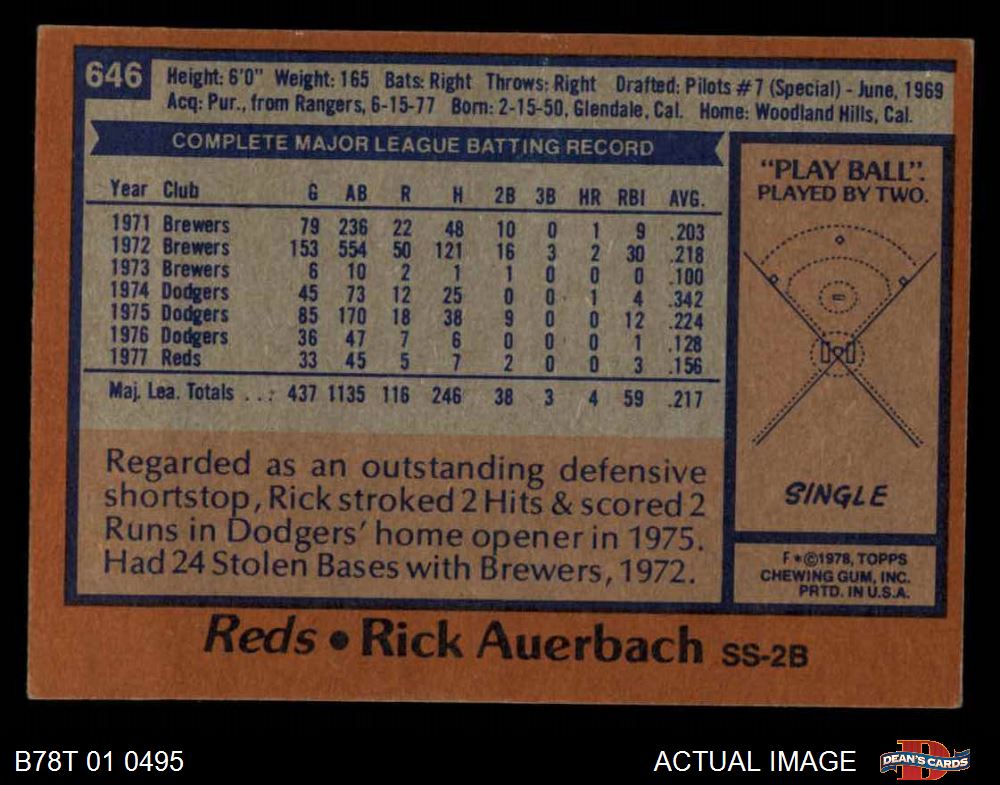 646
Height: 6'0" Weight: 165 Bats: Right Throws: Right Drafted: Pilots #7 (Special) - June, 1969
Acq: Pur., from Rangers, 6-15-77 Born: 2-15-50, Glendale, Cal. Home: Woodland Hills, Cal.
COMPLETE MAJOR LEAGUE BATTING RECORD
Year Club G AB R H 2B 3B HR RBI AVG.
1971 Brewers 79 236 22 48 10 0 1 9 .203
1972 Brewers 153 554 50 121 16 3 2 30 .218
1973 Brewers 6 10 2 1 1 0 0 0 .100
1974 Dodgers 45 73 12 25 0 0 1 4 .342
1975 Dodgers 85 170 18 38 9 0 0 12 .224
1976 Dodgers 36 47 7 6 0 0 0 1 .128
1977 Reds 33 45 5 7 2 0 0 3 .156
Maj. Lea. Totals . . : 437 1135 116 246 38 3 4 59 .217
Regarded as an outstanding defensive
shortstop, Rick stroked 2 Hits & scored 2
Runs in Dodgers' home opener in 1975.
Had 24 Stolen Bases with Brewers, 1972.
"PLAY BALL".
PLAYED BY TWO.
SINGLE
F*©1978, TOPPS
CHEWING GUM, INC.
PRTD. IN U.S.A.
Reds • Rick Auerbach SS-2B
B78T 01 0495
ACTUAL IMAGE
D
DEAN'S CARDS